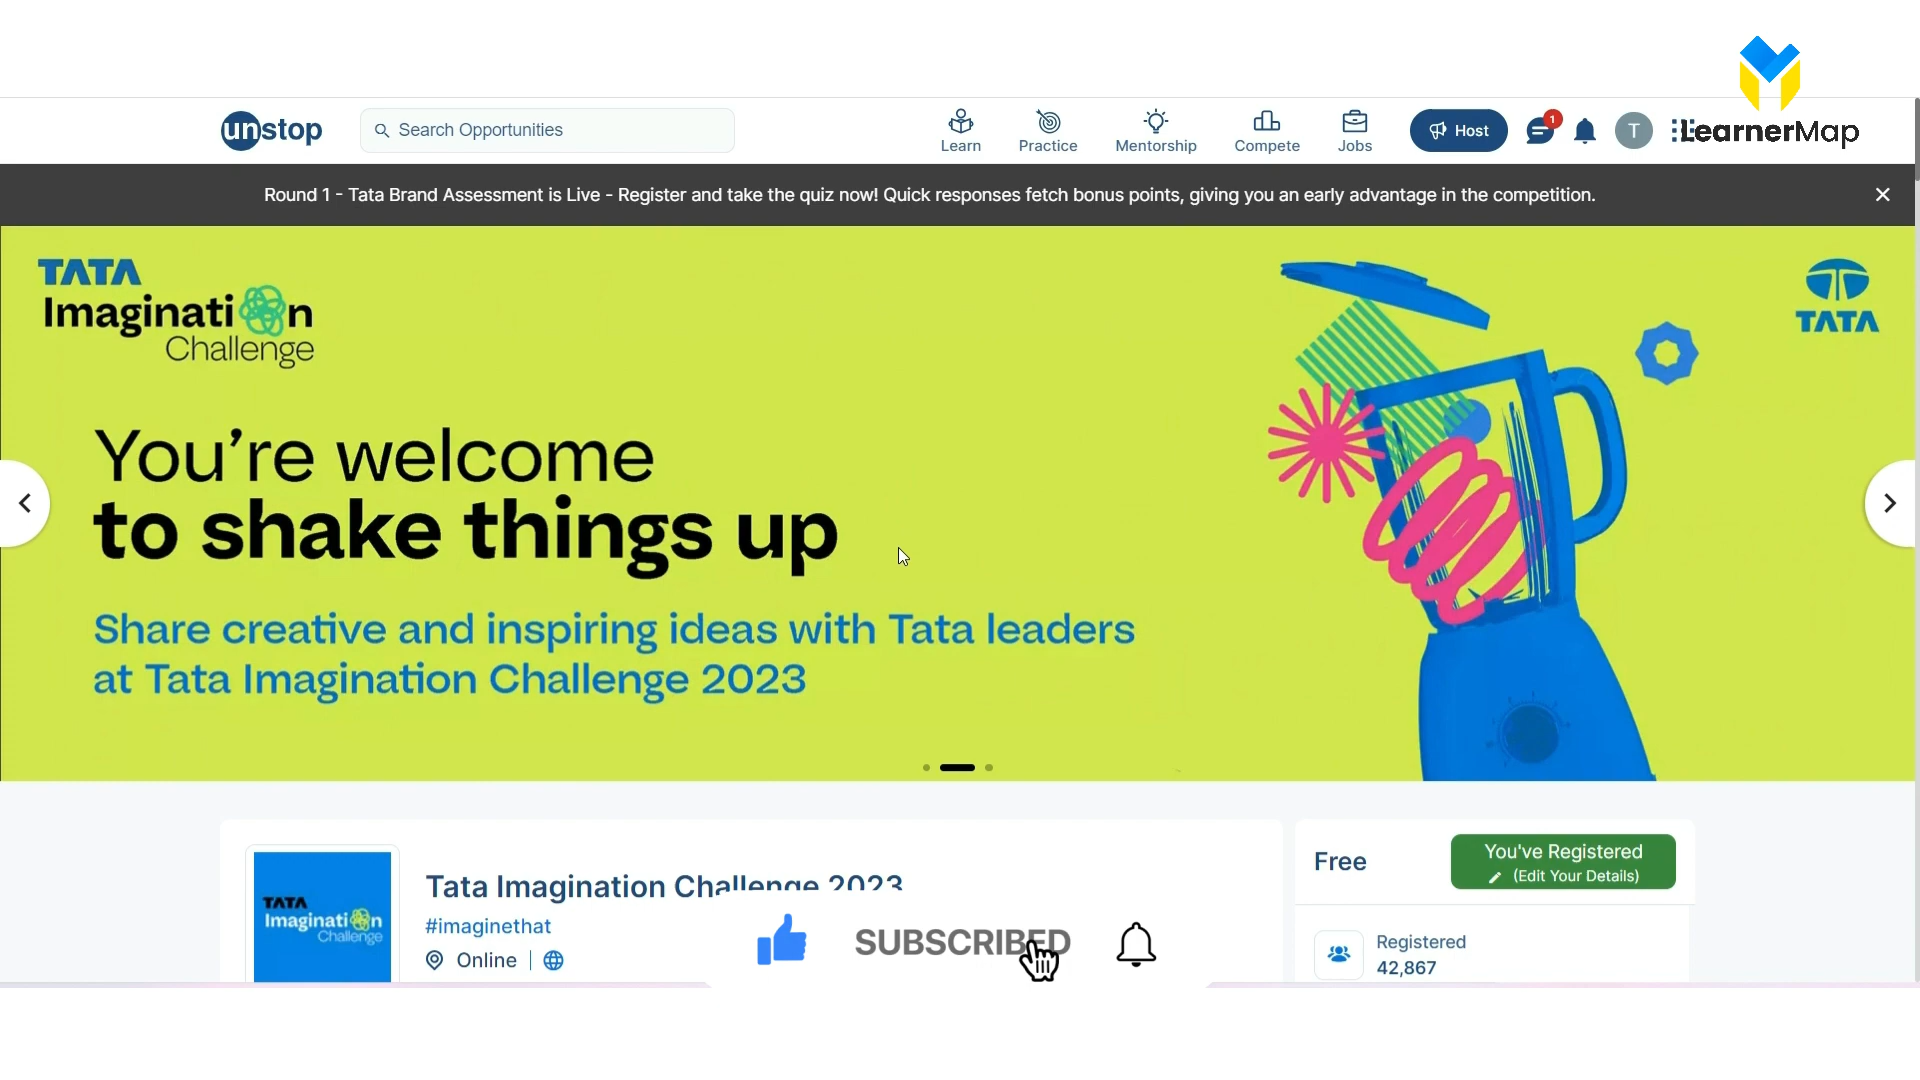 LearnerMap
unstop
Search Opportunities
Learn
Practice
Mentorship
Compete
Jobs
Host
1
T
Round 1 - Tata Brand Assessment is Live - Register and take the quiz now! Quick responses fetch bonus points, giving you an early advantage in the competition.
TATA
Imagination
Challenge
TATA
You're welcome
to shake things up
Share creative and inspiring ideas with Tata leaders
at Tata Imagination Challenge 2023
TATA
Imagination
Challenge
Tata Imagination Challenge 2023
#imaginethat
Online
SUBSCRIBED
Free
You've Registered
(Edit Your Details)
Registered
42,867